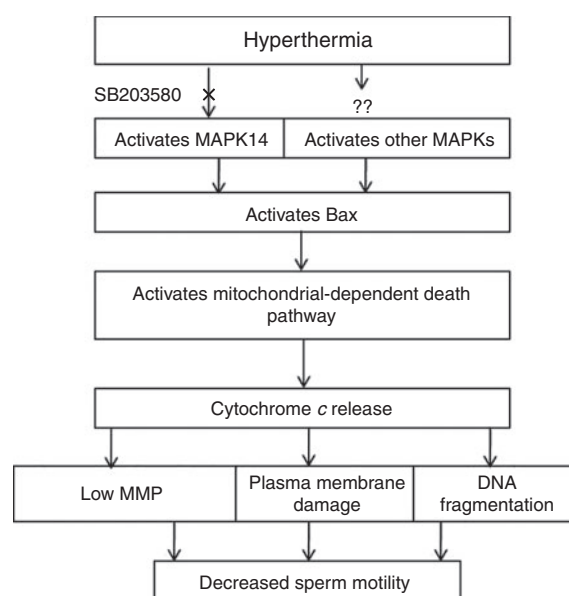 Hyperthermia
SB203580
??
Activates MAPK14
Activates other MAPKs
Activates Bax
Activates mitochondrial-dependent death
pathway
Cytochrome c release
Low MMP
Plasma membrane
damage
DNA
fragmentation
Decreased sperm motility